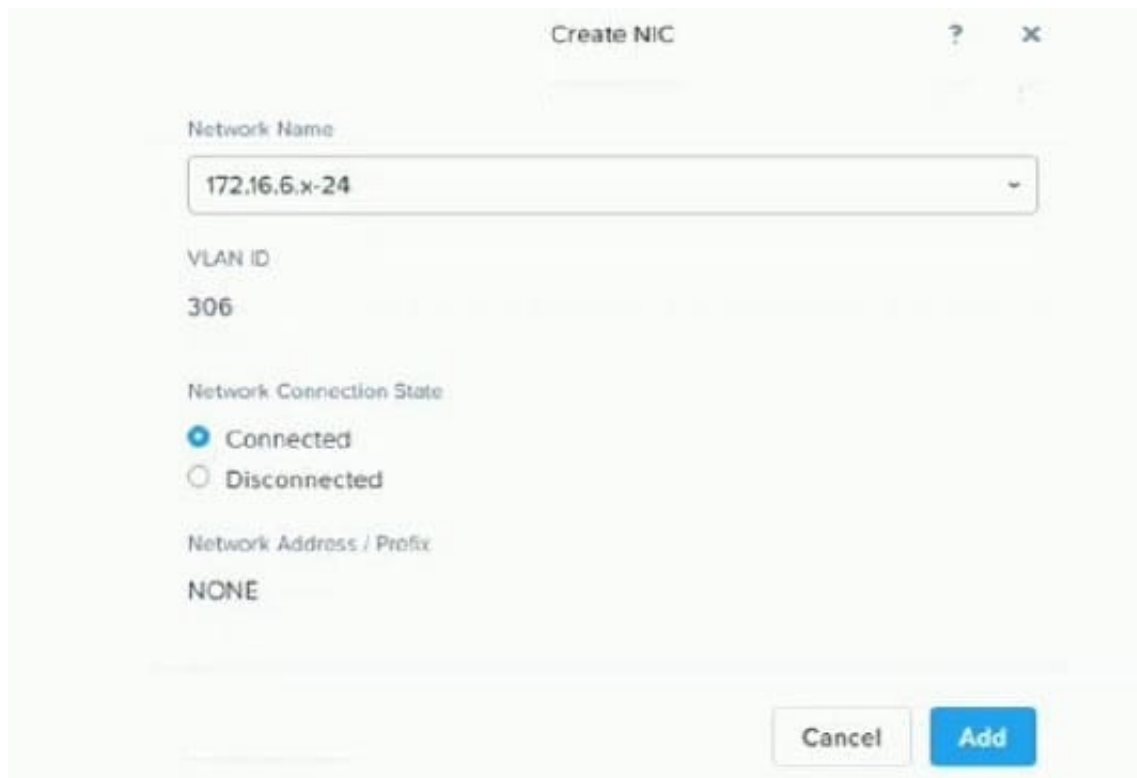 Create NIC ? ×
Network Name
172.16.6.x-24
VLAN ID
306
Network Connection State
Connected
Disconnected
Network Address / Prefix
NONE
Cancel Add